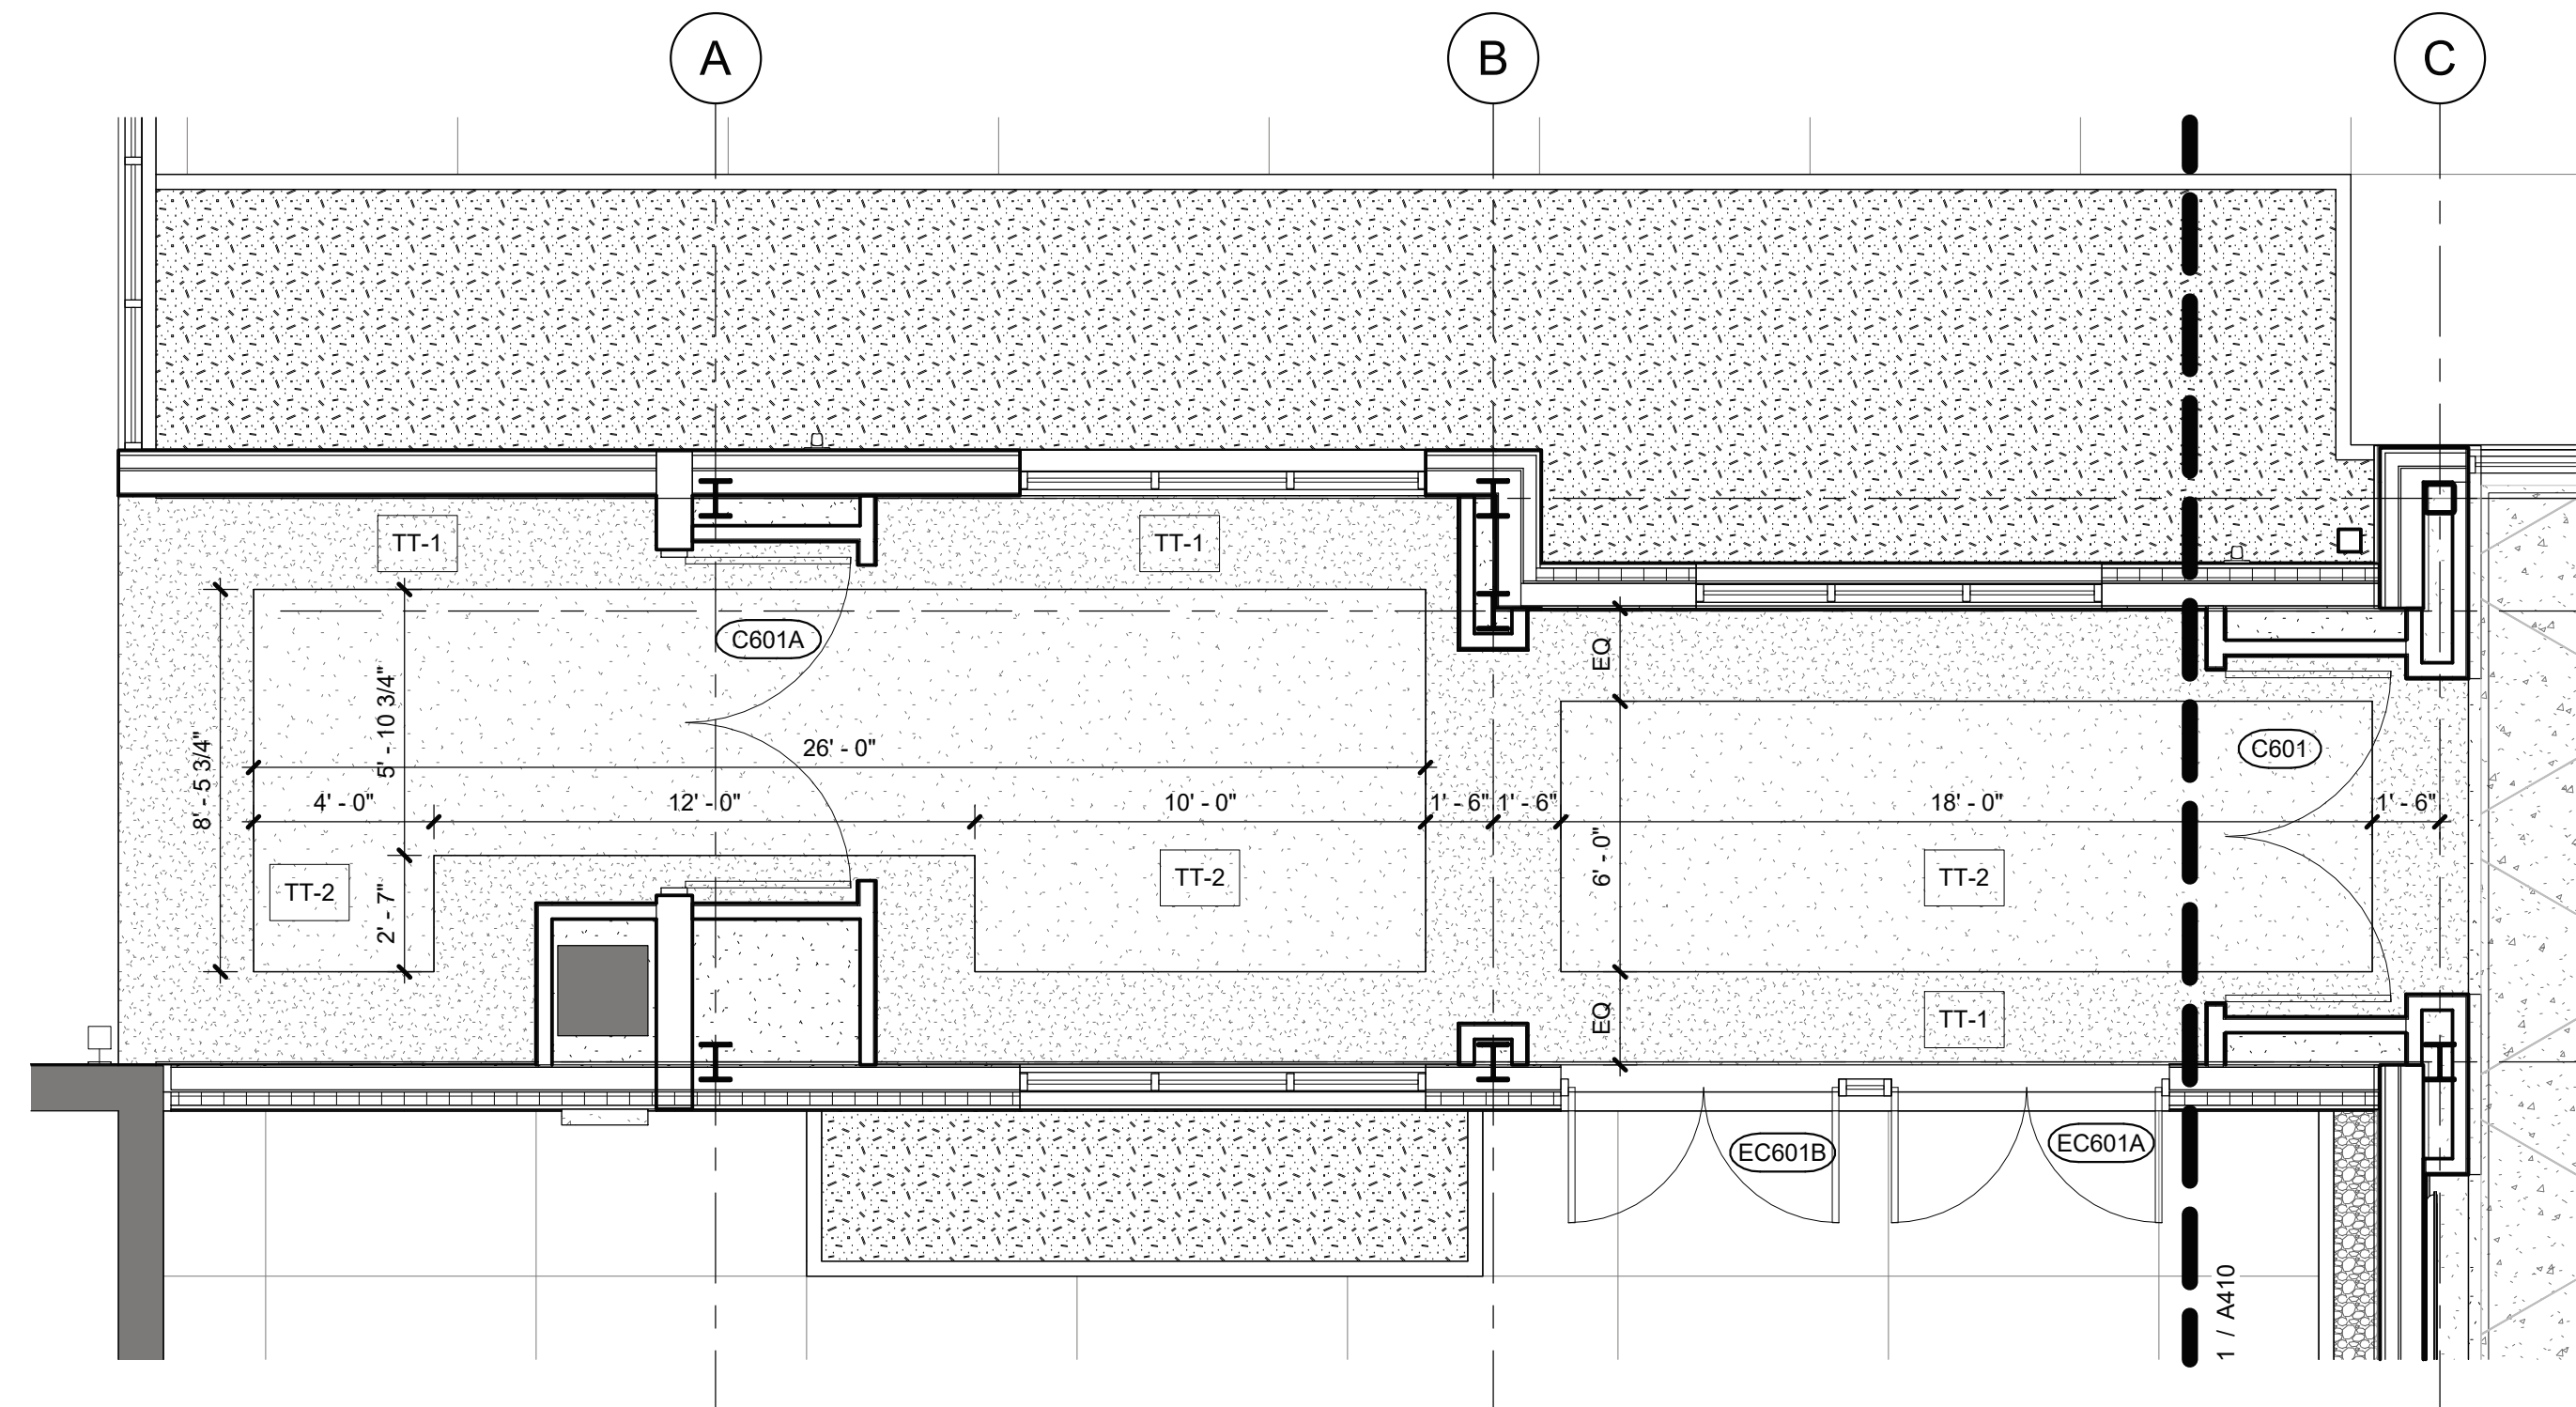 A
B
C
TT-1
TT-1
C601A
EQ
5' - 10 3/4"
8' - 5 3/4"
26' - 0"
C601
4' - 0"
12' - 0"
10' - 0"
1' - 6"
1' - 6"
18' - 0"
1' - 6"
6' - 0"
TT-2
TT-2
TT-2
2' - 7"
EQ
TT-1
EC601B
EC601A
1 / A410